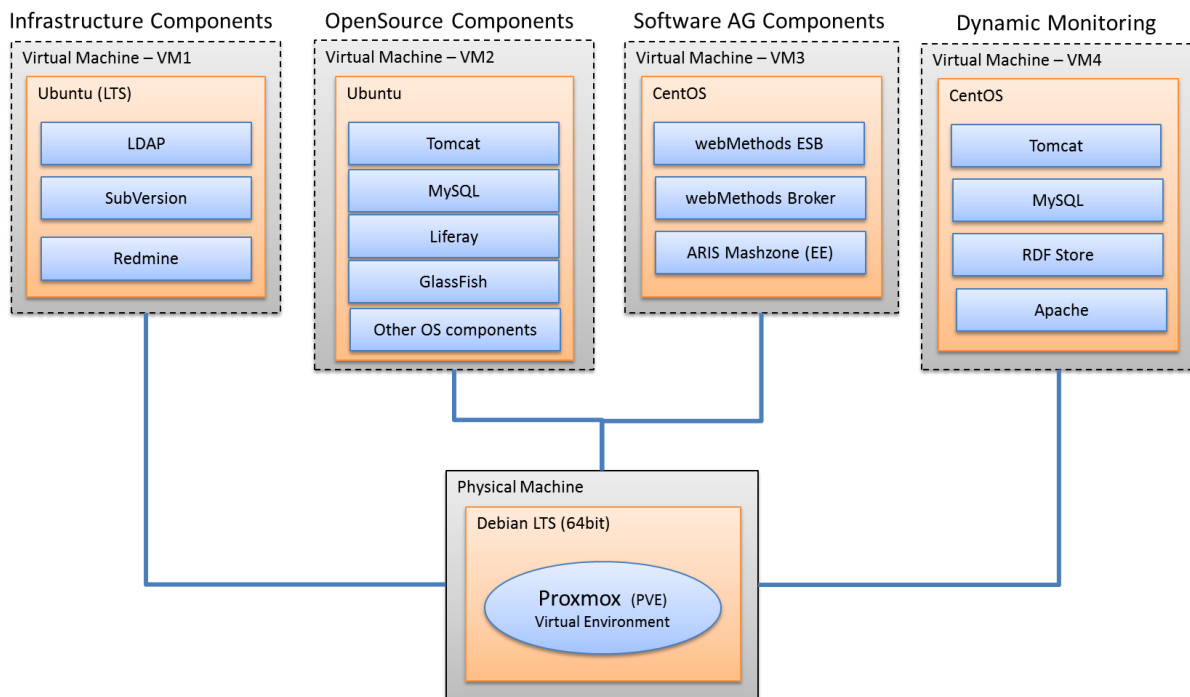 Infrastructure Components
Virtual Machine – VM1
Ubuntu (LTS)
LDAP
SubVersion
Redmine
OpenSource Components
Virtual Machine – VM2
Ubuntu
Tomcat
MySQL
Liferay
GlassFish
Other OS components
Software AG Components
Virtual Machine – VM3
CentOS
webMethods ESB
webMethods Broker
ARIS Mashzone (EE)
Dynamic Monitoring
Virtual Machine – VM4
CentOS
Tomcat
MySQL
RDF Store
Apache
Physical Machine
Debian LTS (64bit)
Proxmox (PVE)
Virtual Environment